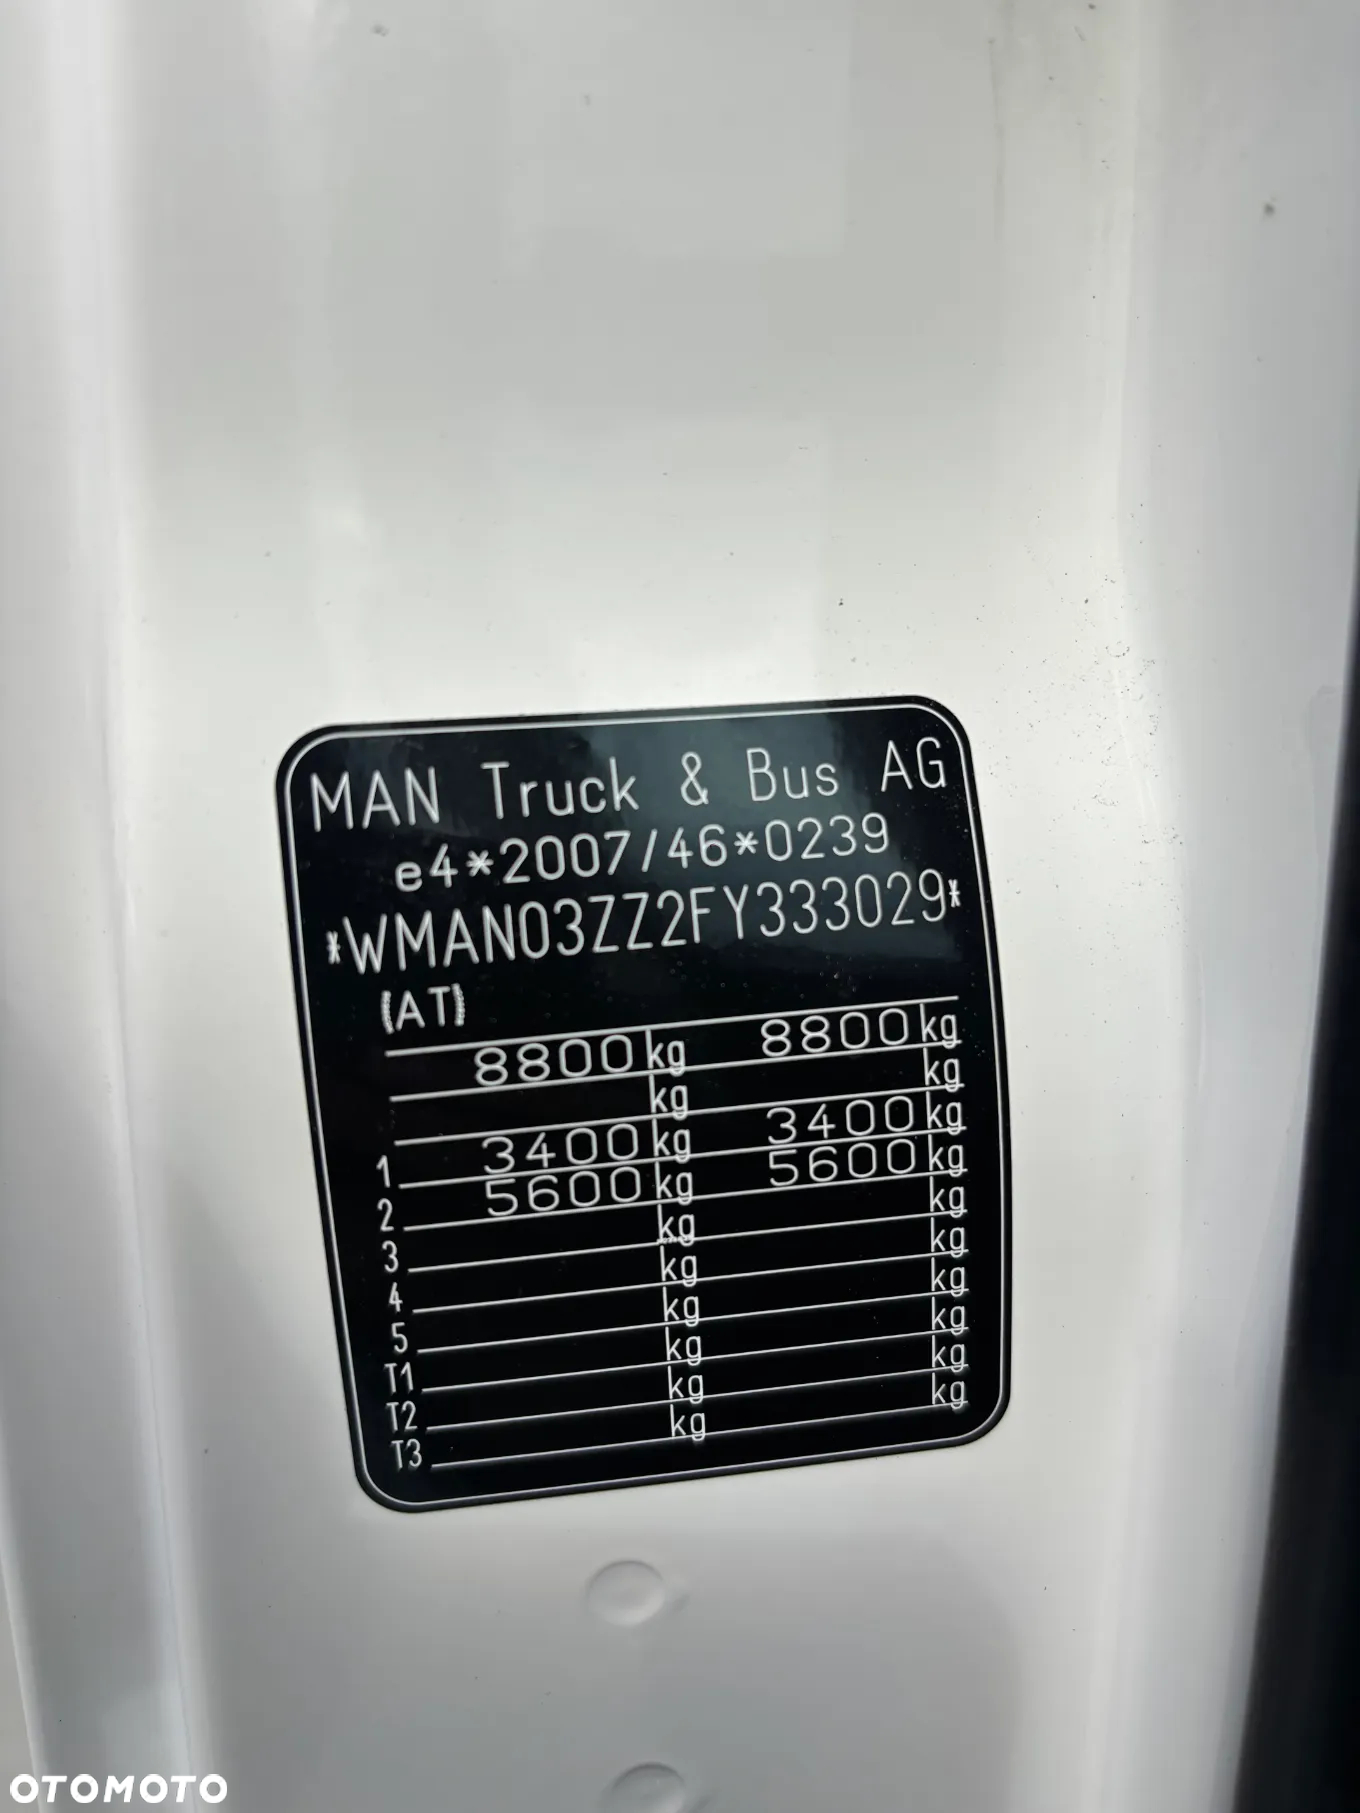 MAN Truck & Bus AG
e4*2007/46*0239
*WMAN03ZZ2FY333029*
(AT)
8800 kg 8800 kg
kg kg
1 3400 kg 3400 kg
2 5600 kg 5600 kg
3 kg kg
4 kg kg
5 kg kg
T1 kg kg
T2 kg kg
T3 kg kg
OTOMOTO